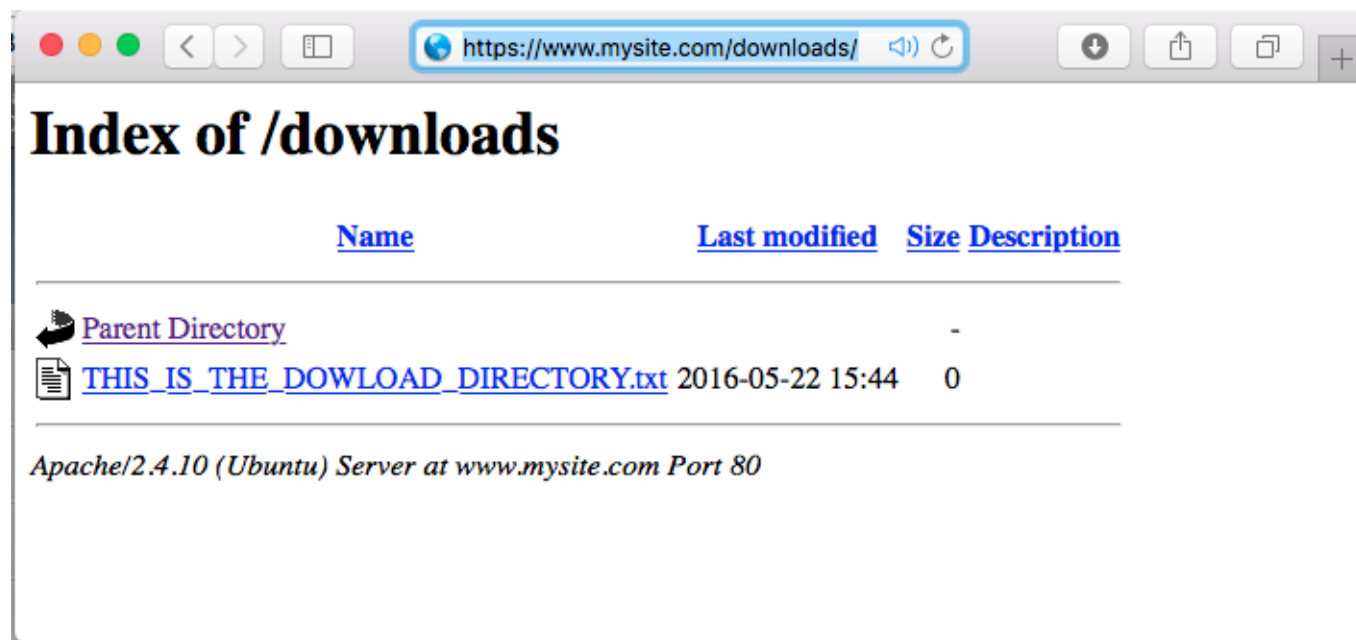 https://www.mysite.com/downloads/
Index of /downloads
Name Last modified Size Description
Parent Directory -
THIS_IS_THE_DOWLOAD_DIRECTORY.txt 2016-05-22 15:44 0
Apache/2.4.10 (Ubuntu) Server at www.mysite.com Port 80